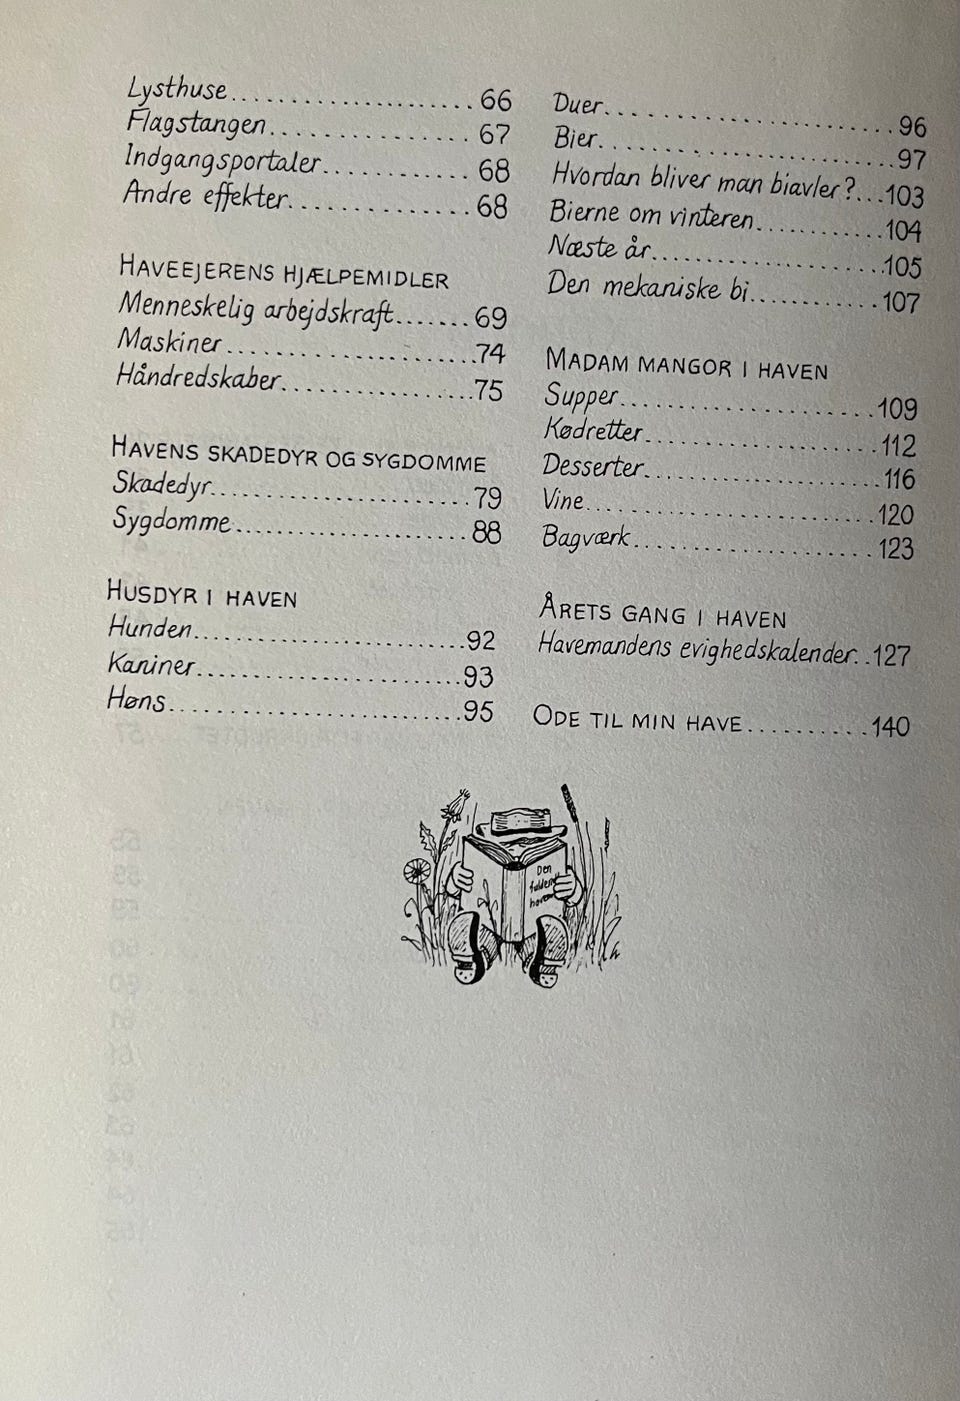 Lysthuse........................66
Flagstangen.................67
Indgangsportaler............68
Andre effekter...............68
HAVEEJERENS HJÆLPEMIDLER
Menneskelig arbejdskraft.......69
Maskiner......................74
Håndredskaber................75
HAVENS SKADEDYR OG SYGDOMME
Skadedyr......................79
Sygdomme....................88
HUSDYR I HAVEN
Hunden.......................92
Kaniner.......................93
Høns..........................95
Duer..........................96
Bier...........................97
Hvordan bliver man biavler?...103
Bierne om vinteren............104
Næste år.....................105
Den mekaniske bi............107
MADAM MANGOR I HAVEN
Supper.......................109
Kødretter.....................112
Desserter.....................116
Vine..........................120
Bagværk.....................123
ÅRETS GANG I HAVEN
Havemandens evighedskalender..127
ODE TIL MIN HAVE..........140
Den